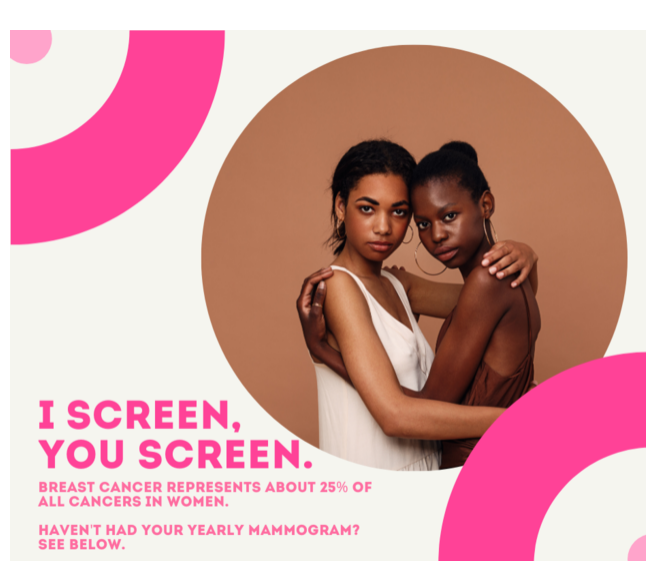 I SCREEN,
YOU SCREEN.
BREAST CANCER REPRESENTS ABOUT 25% OF
ALL CANCERS IN WOMEN.
HAVEN'T HAD YOUR YEARLY MAMMOGRAM?
SEE BELOW.